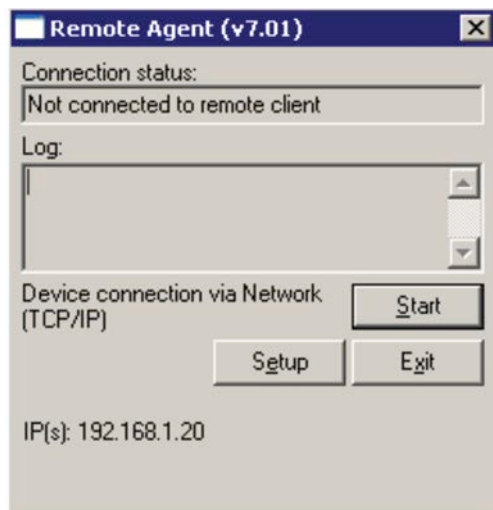 Remote Agent (v7.01)
Connection status:
Not connected to remote client
Log:
Device connection via Network
(TCP/IP)
Start
Setup
Exit
IP(s): 192.168.1.20